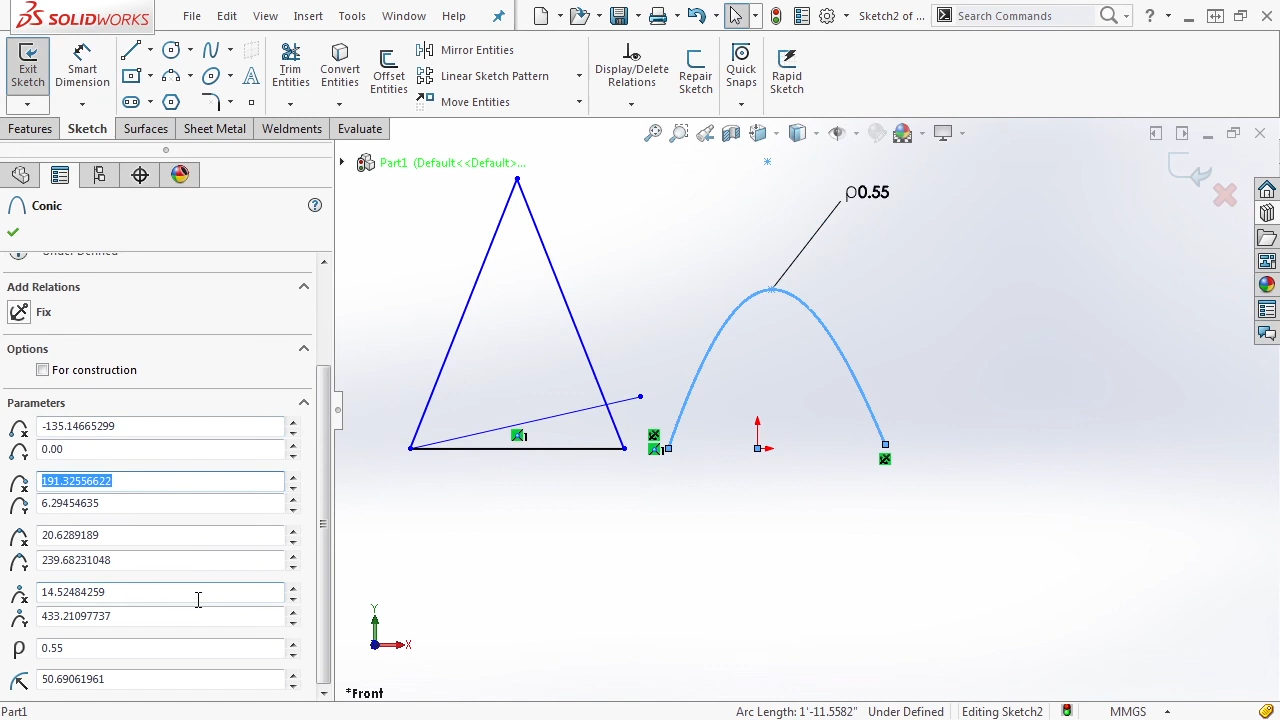 SOLIDWORKS
File Edit View Insert Tools Window Help
Sketch2 of ...
Search Commands
Exit Sketch
Smart Dimension
Trim Entities
Convert Entities
Offset Entities
Mirror Entities
Linear Sketch Pattern
Move Entities
Display/Delete Relations
Repair Sketch
Quick Snaps
Rapid Sketch
Features Sketch Surfaces Sheet Metal Weldments Evaluate
Part1 (Default<<Default>...
Conic
Under Defined
Add Relations
Fix
Options
For construction
Parameters
-135.14665299
0.00
191.32556622
6.29454635
20.6289189
239.68231048
14.52484259
433.21097737
ρ 0.55
50.69061961
ρ0.55
1
1
Y
X
*Front
Part1
Arc Length: 1'-11.5582" Under Defined Editing Sketch2 MMGS